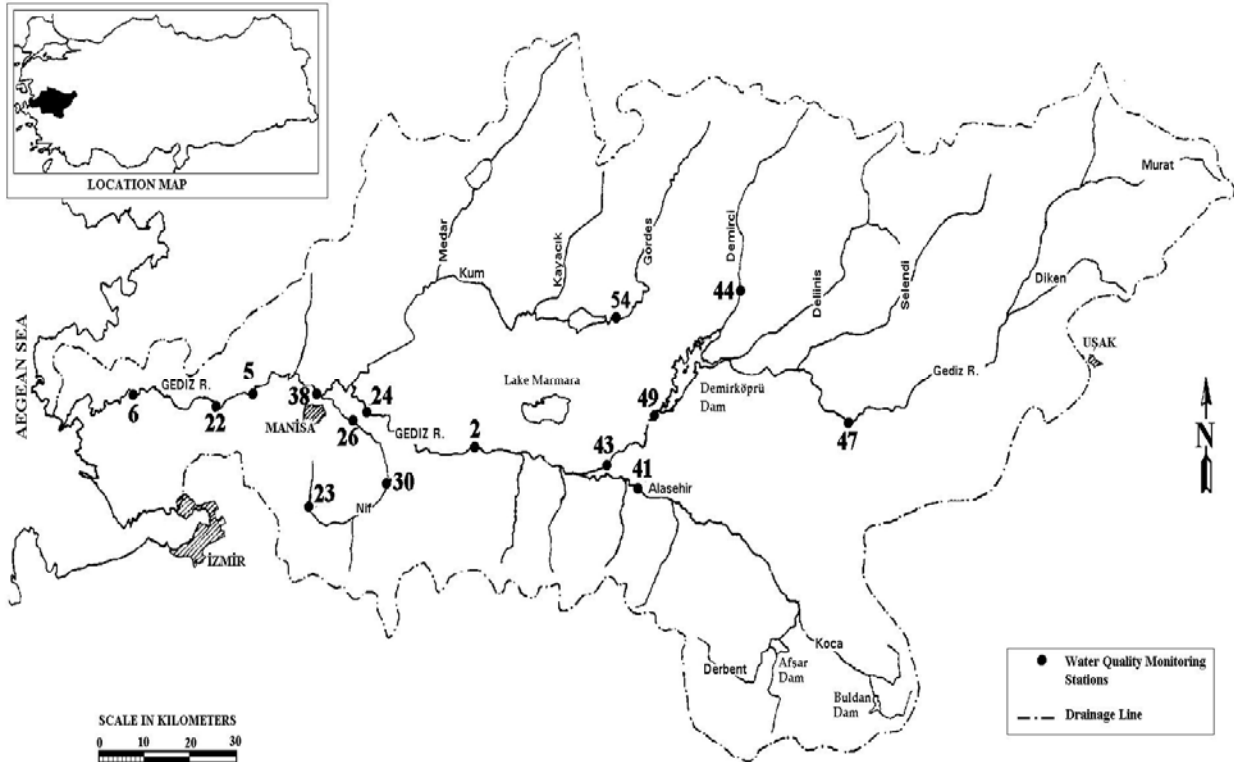 LOCATION MAP
Murat
Medar
Kayacık
Gördes
Demirci
Deliinis
Selendi
Kum
Diken
44
54
UŞAK
AEGEAN SEA
GEDIZ R.
5
6
22
38
MANİSA
24
26
GEDIZ R.
2
Lake Marmara
49
Demirköprü
Dam
Gediz R.
47
N
43
41
Alasehir
30
23
Nif
İZMİR
Koca
Derbent
Afşar
Dam
Buldan
Dam
Water Quality Monitoring
Stations
Drainage Line
SCALE IN KILOMETERS
0 10 20 30